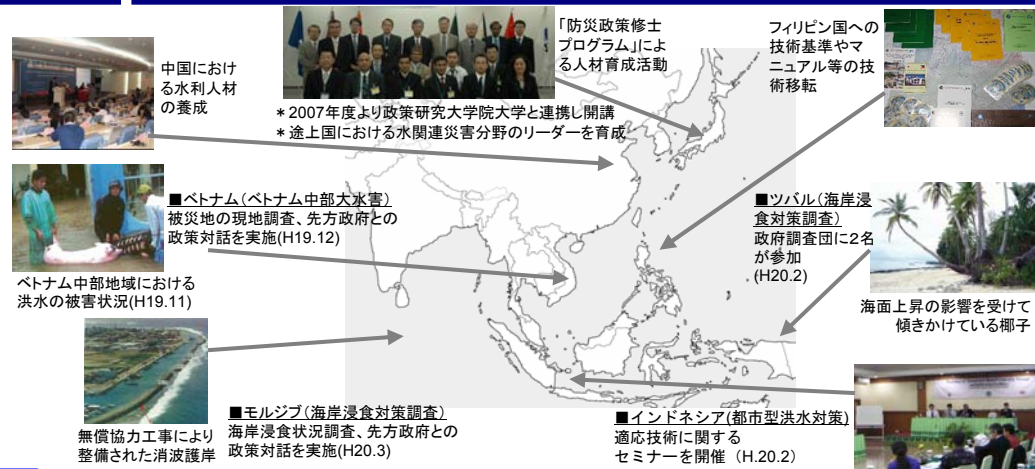 中国におけ
る水利人材
の養成
「防災政策修士
プログラム」によ
る人材育成活動
＊2007年度より政策研究大学院大学と連携し開講
＊途上国における水関連災害分野のリーダーを育成
フィリピン国への
技術基準やマ
ニュアル等の技
術移転
■ベトナム(ベトナム中部大水害)
被災地の現地調査、先方政府との
政策対話を実施(H19.12)
ベトナム中部地域における
洪水の被害状況(H19.11)
■ツバル(海岸浸
食対策調査)
政府調査団に2名
が参加
(H20.2)
海面上昇の影響を受けて
傾きかけている椰子
無償協力工事により
整備された消波護岸
■モルジブ(海岸浸食対策調査)
海岸浸食状況調査、先方政府との
政策対話を実施(H20.3)
■インドネシア(都市型洪水対策)
適応技術に関する
セミナーを開催（H.20.2）